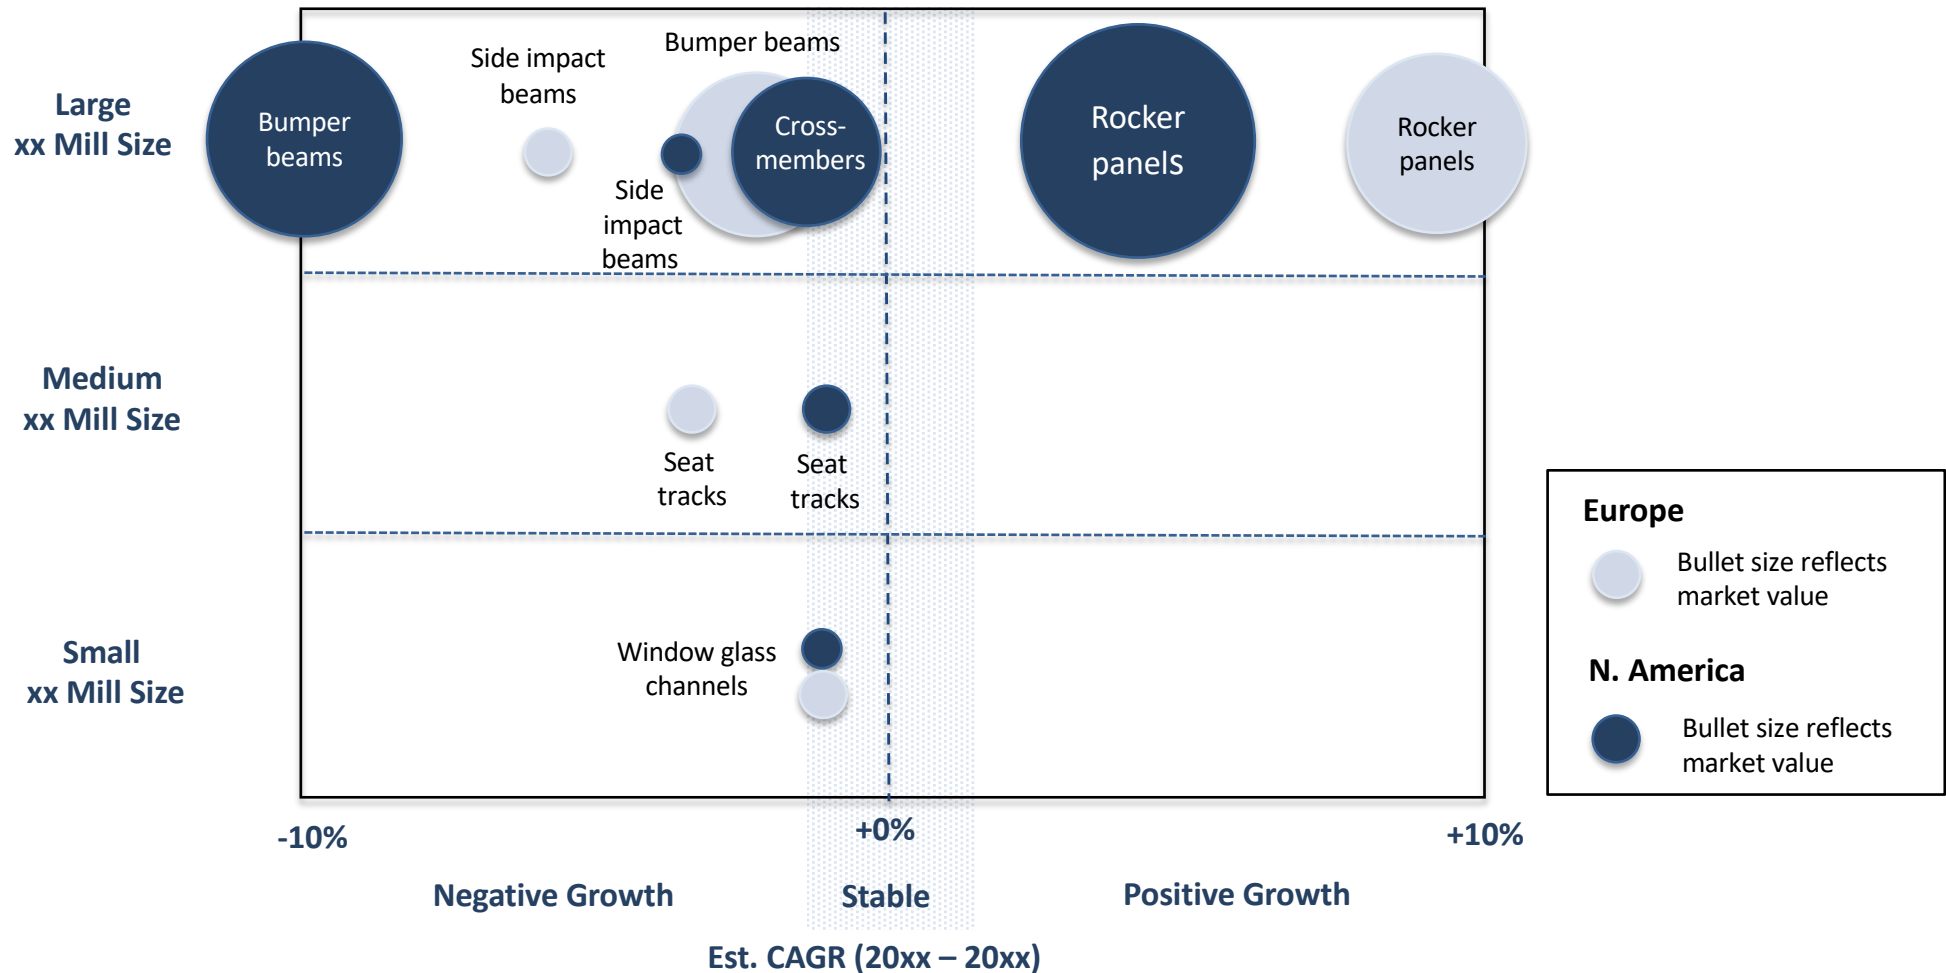 Large
xx Mill Size
Bumper
beams
Side impact
beams
Bumper beams
Side
impact
beams
Cross-
members
Rocker
panels
Rocker
panels
Medium
xx Mill Size
Seat
tracks
Seat
tracks
Small
xx Mill Size
Window glass
channels
Europe
Bullet size reflects
market value
N. America
Bullet size reflects
market value
-10%
+0%
+10%
Negative Growth
Stable
Positive Growth
Est. CAGR (20xx – 20xx)